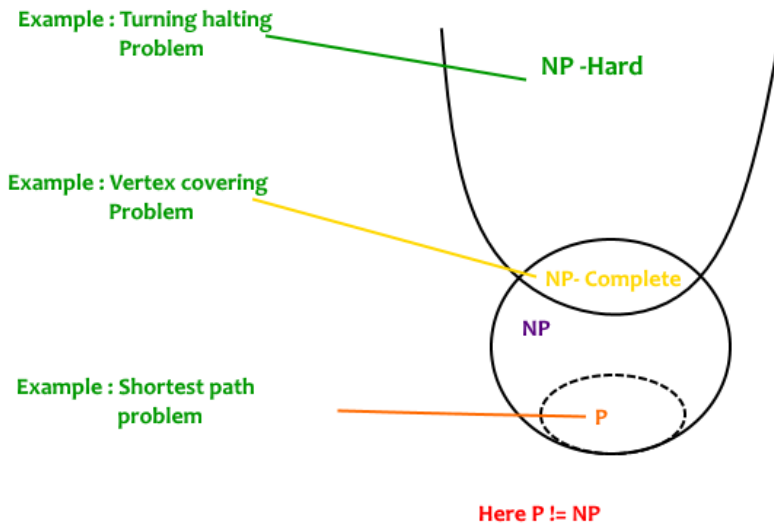 Example : Turning halting
Problem
NP -Hard
Example : Vertex covering
Problem
NP- Complete
NP
Example : Shortest path
problem
P
Here P != NP